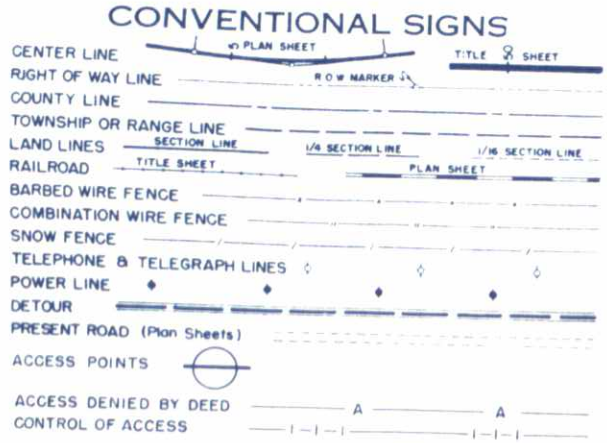 CONVENTIONAL SIGNS
CENTER LINE PLAN SHEET TITLE & SHEET
RIGHT OF WAY LINE R O W MARKER
COUNTY LINE
TOWNSHIP OR RANGE LINE
LAND LINES SECTION LINE 1/4 SECTION LINE 1/16 SECTION LINE
RAILROAD TITLE SHEET PLAN SHEET
BARBED WIRE FENCE
COMBINATION WIRE FENCE
SNOW FENCE
TELEPHONE & TELEGRAPH LINES
POWER LINE
DETOUR
PRESENT ROAD (Plan Sheets)
ACCESS POINTS
ACCESS DENIED BY DEED A A
CONTROL OF ACCESS